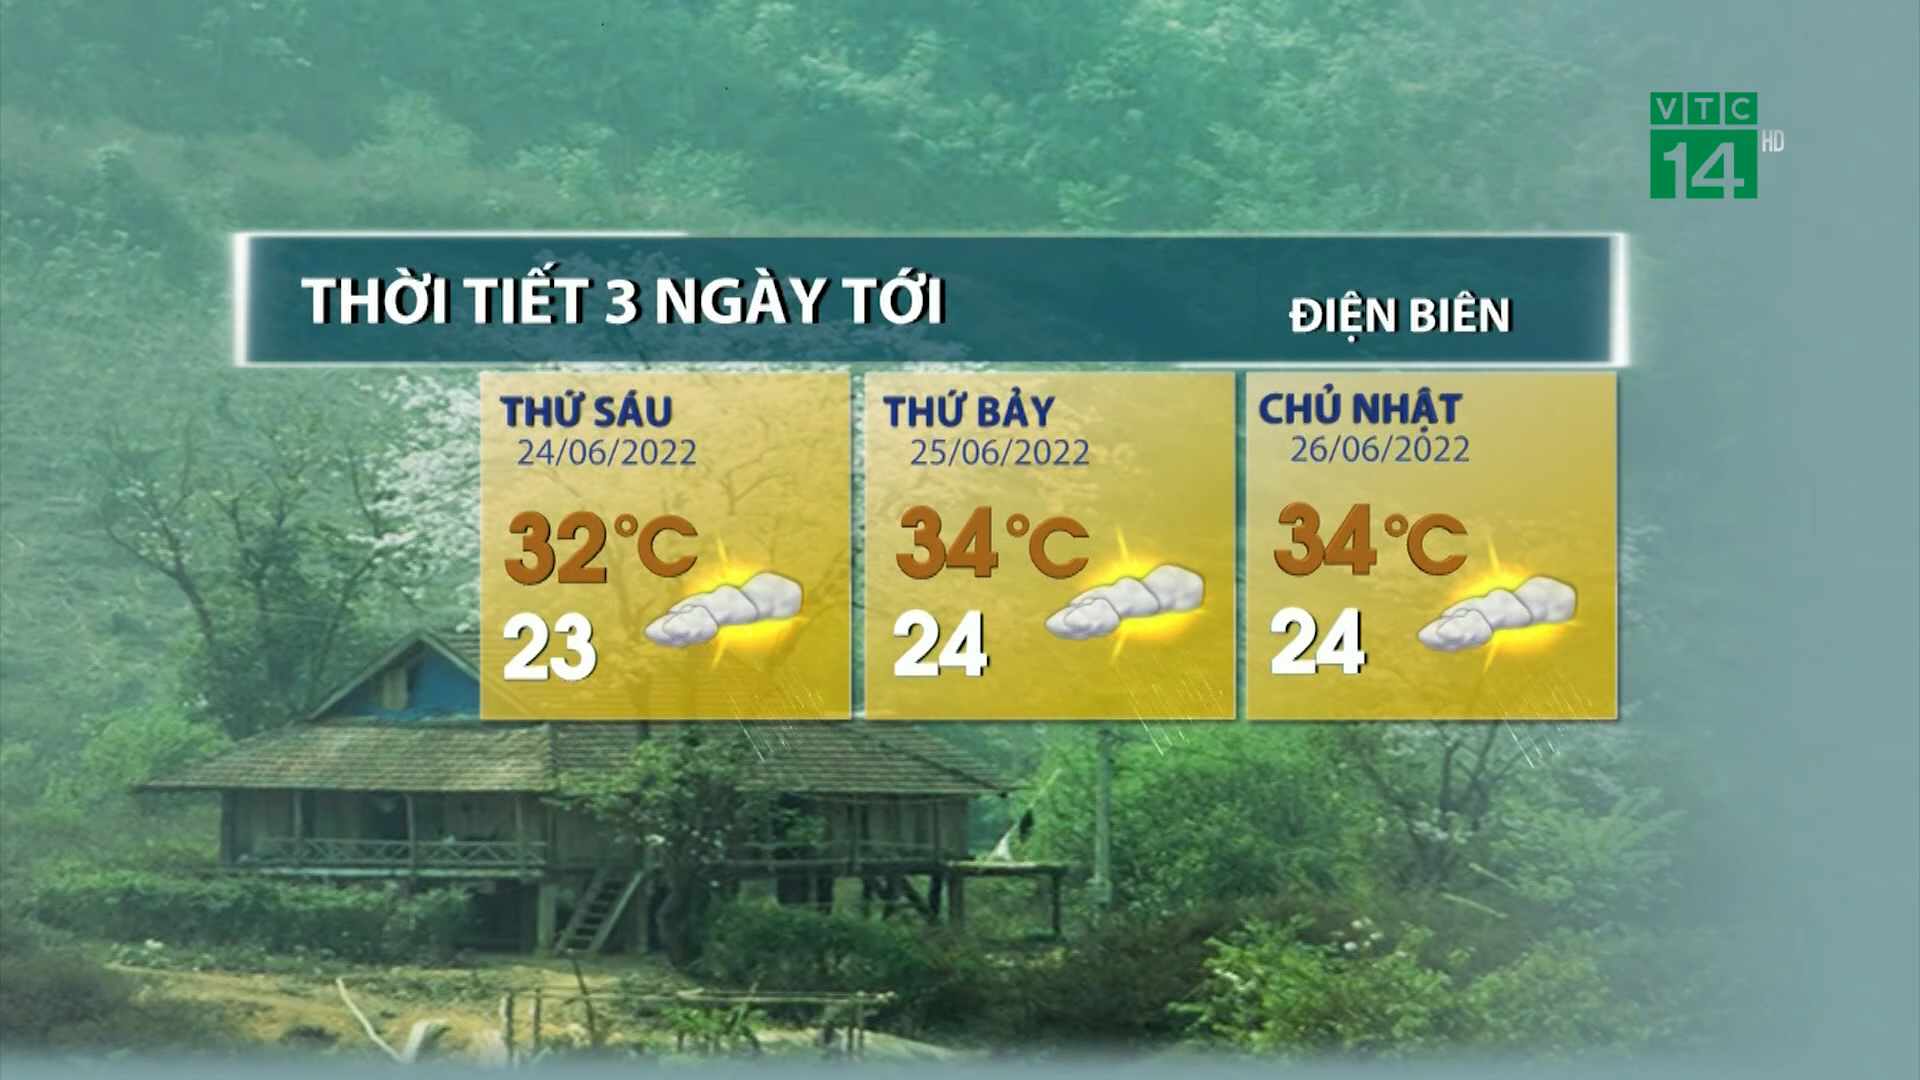 VTC
14 HD
THỜI TIẾT 3 NGÀY TỚI
ĐIỆN BIÊN
THỨ SÁU
24/06/2022
32°C
23
THỨ BẢY
25/06/2022
34°C
24
CHỦ NHẬT
26/06/2022
34°C
24